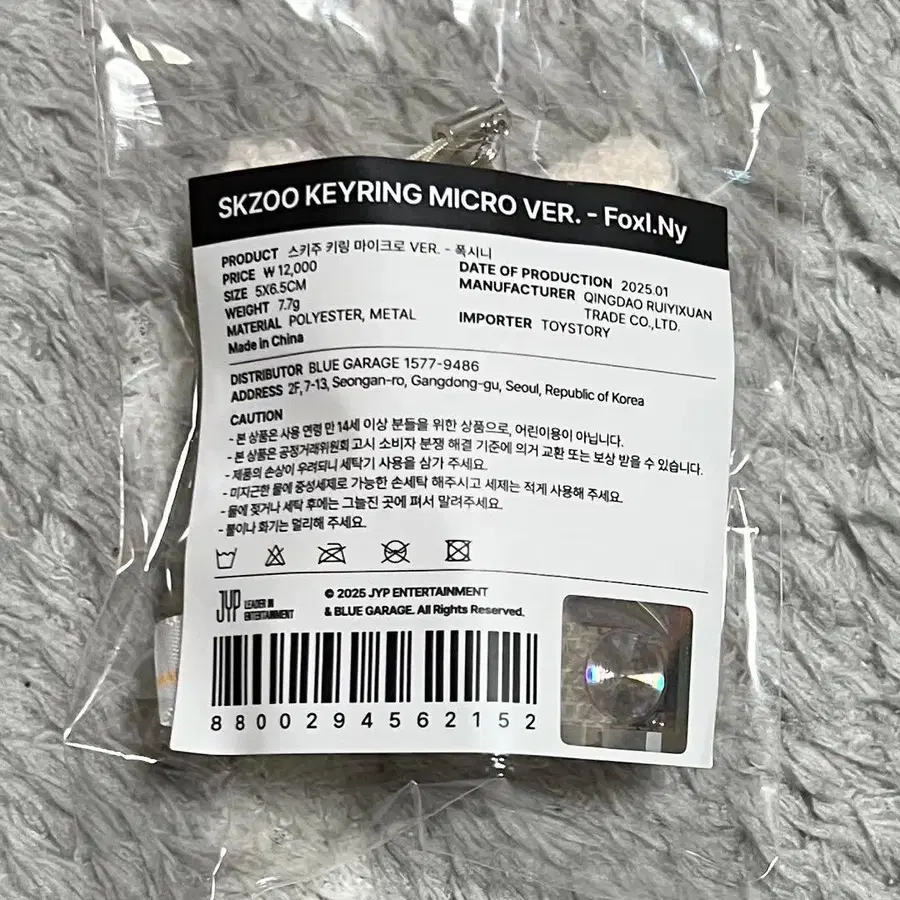 SKZOO KEYRING MICRO VER. - FoxI.Ny
PRODUCT 스키주 키링 마이크로 VER. - 폭시니
PRICE ₩12,000
SIZE 5X6.5CM
WEIGHT 7.7g
MATERIAL POLYESTER, METAL
Made in China
DATE OF PRODUCTION 2025.01
MANUFACTURER QINGDAO RUIYIXUAN
TRADE CO.,LTD.
IMPORTER TOYSTORY
DISTRIBUTOR BLUE GARAGE 1577-9486
ADDRESS 2F, 7-13, Seongan-ro, Gangdong-gu, Seoul, Republic of Korea
CAUTION
- 본 상품은 사용 연령 만 14세 이상 분들을 위한 상품으로, 어린이용이 아닙니다.
- 본 상품은 공정거래위원회 고시 소비자 분쟁 해결 기준에 의거 교환 또는 보상 받을 수 있습니다.
- 제품의 손상이 우려되니 세탁기 사용을 삼가 주세요.
- 미지근한 물에 중성세제로 가능한 손세탁 해주시고 세제는 적게 사용해 주세요.
- 물에 젖거나 세탁 후에는 그늘진 곳에 펴서 말려주세요.
- 불이나 화기는 멀리해 주세요.
JYP LEADER IN
ENTERTAINMENT
© 2025 JYP ENTERTAINMENT
& BLUE GARAGE. All Rights Reserved.
8800294562152